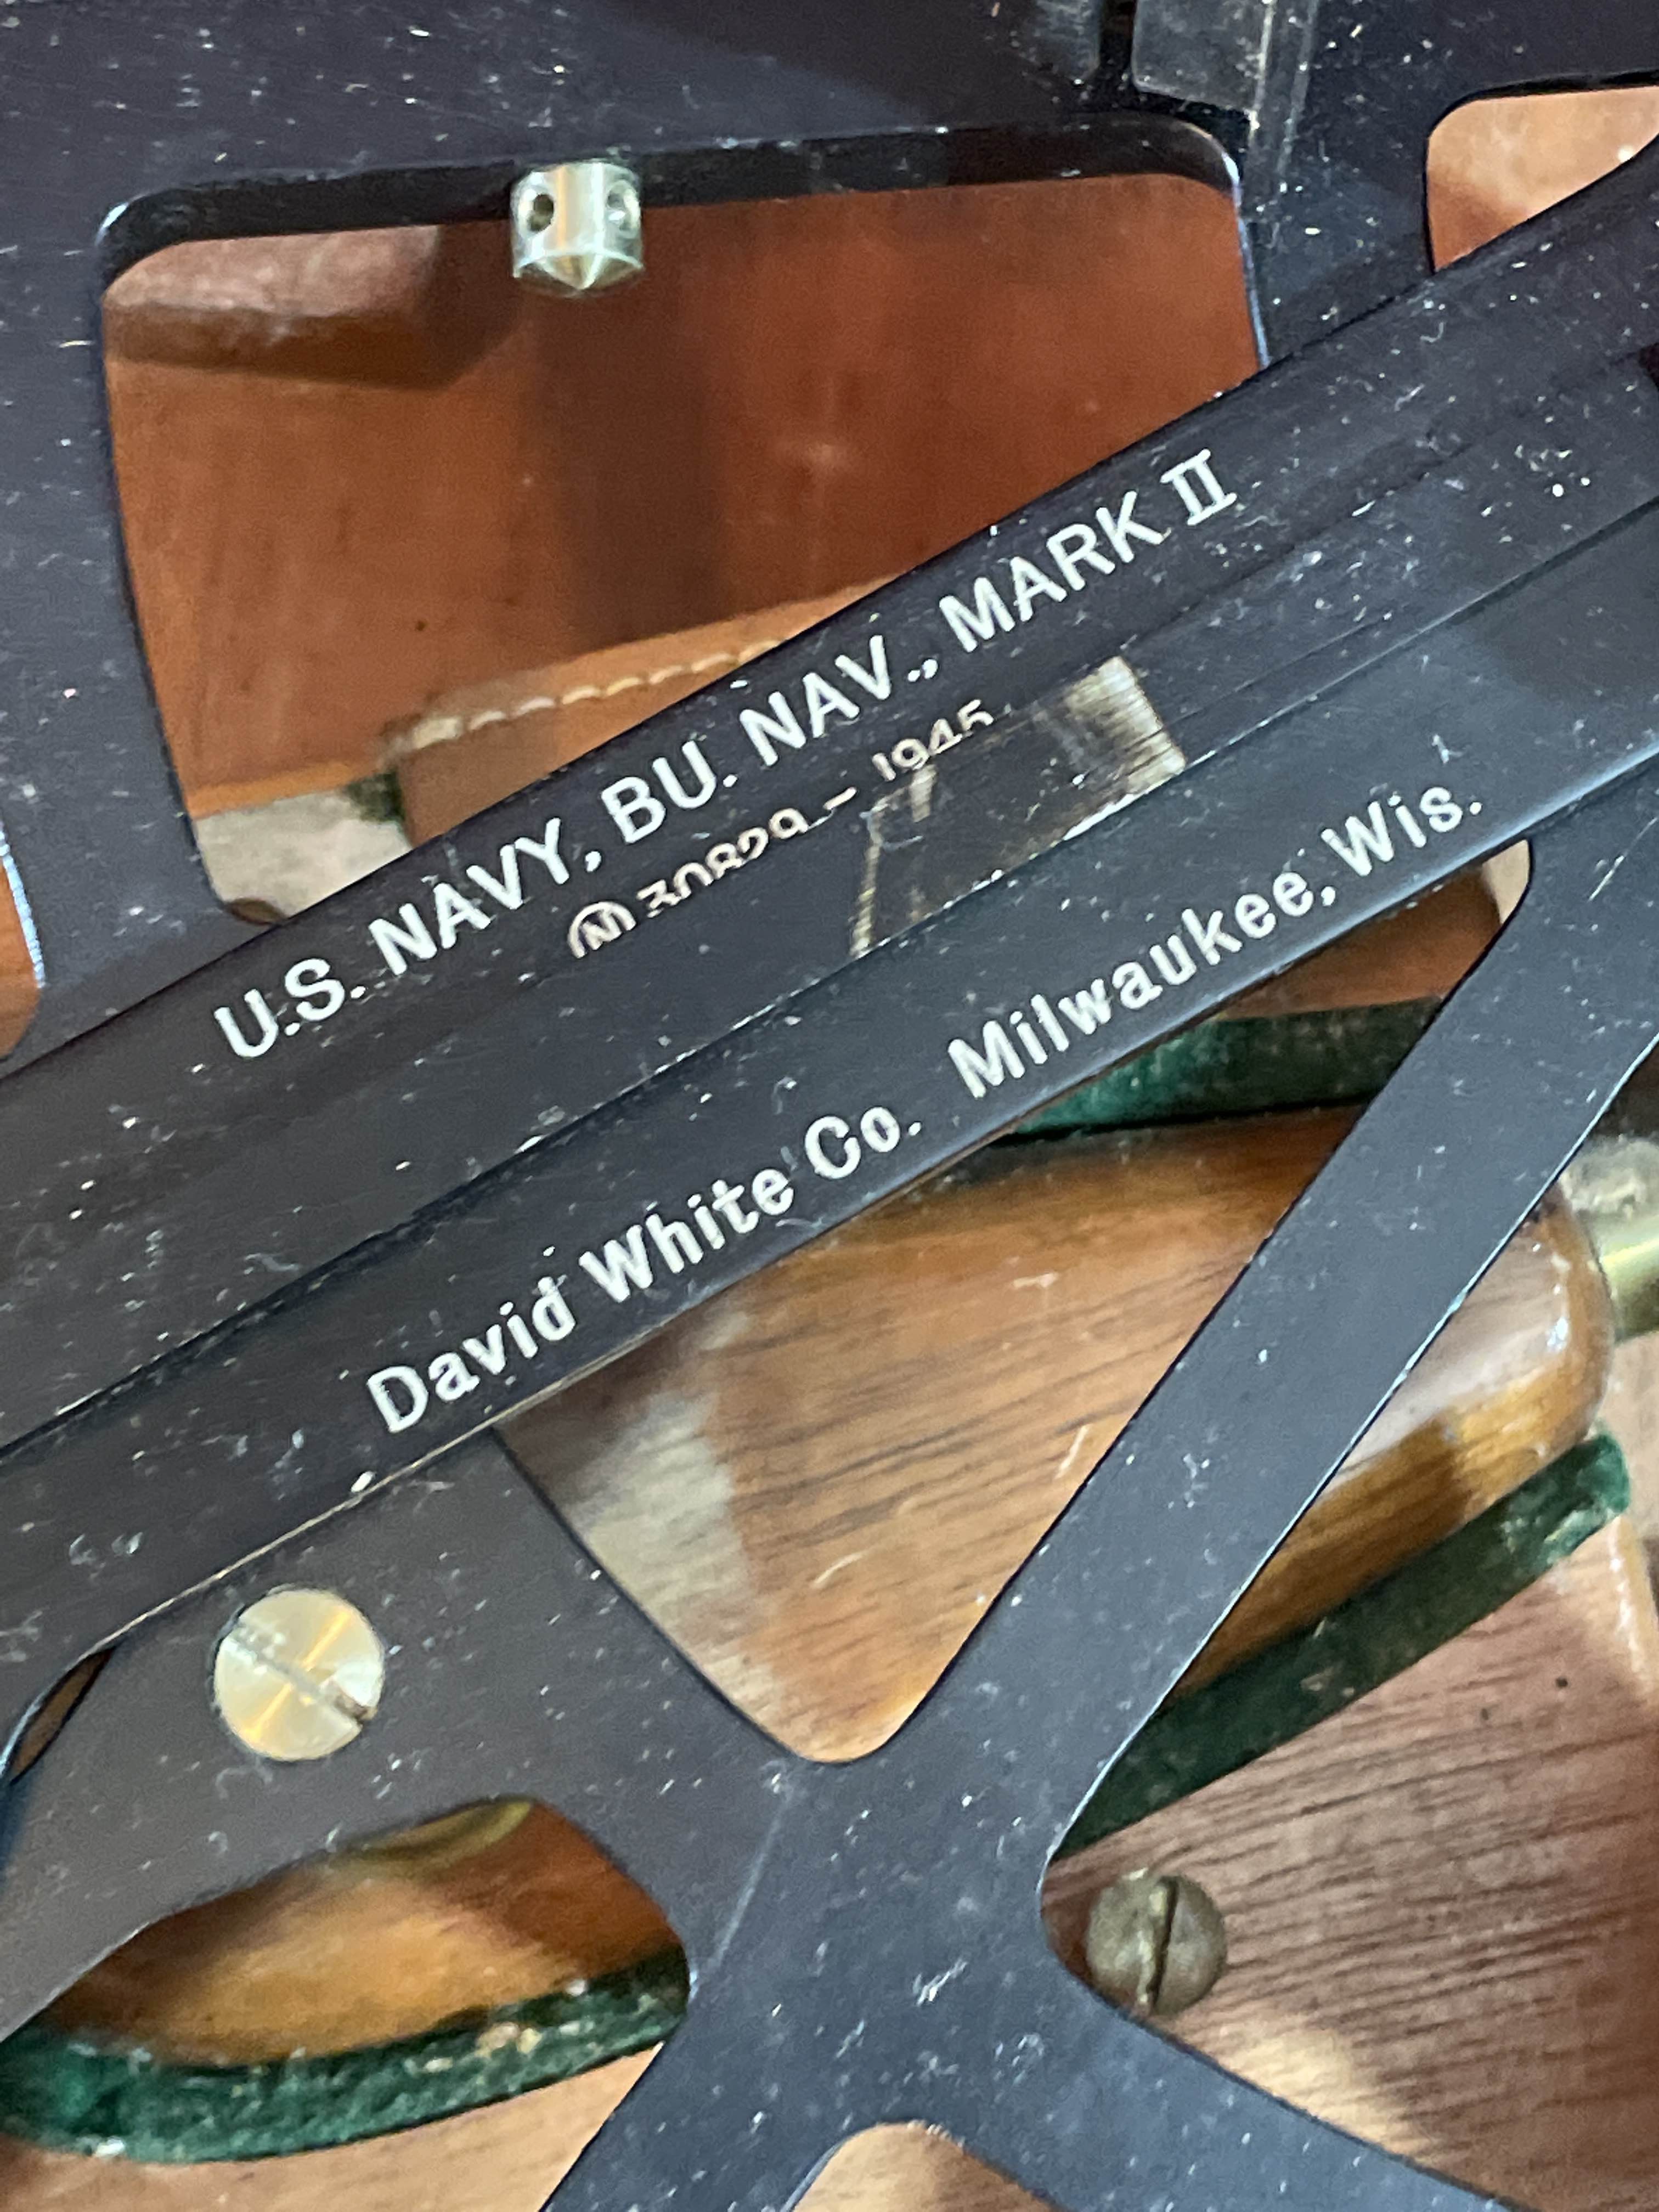 U.S. NAVY, BU. NAV., MARK II
N 30829 - 1945
David White Co. Milwaukee, Wis.